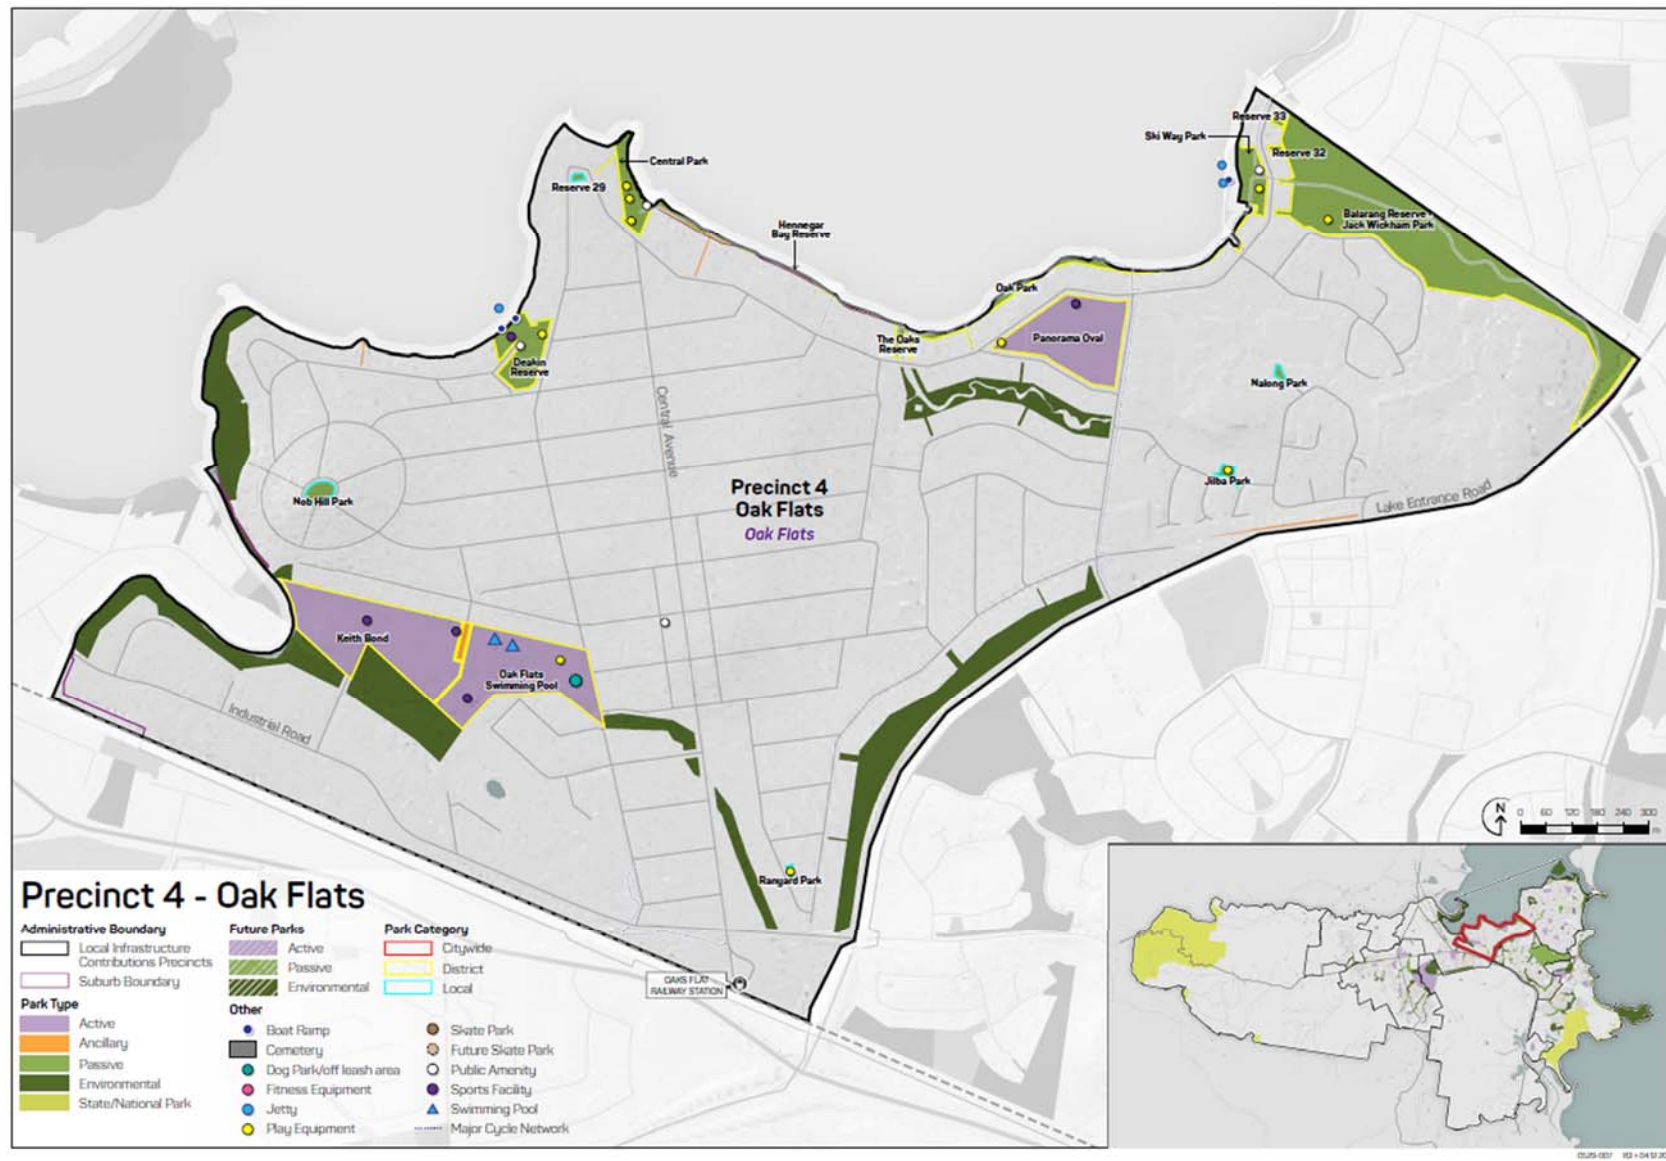 Reserve 33
Ski Way Park
Reserve 32
Central Park
Reserve 29
Balarang Reserve -
Jack Wickham Park
Hennegar
Bay Reserve
Oak Park
The Oaks
Reserve
Panorama Oval
Deakin
Reserve
Nalong Park
Central Avenue
Jilba Park
Nob Hill Park
Precinct 4
Oak Flats
Oak Flats
Lake Entrance Road
Keith Bond
Oak Flats
Swimming Pool
Industrial Road
Ranyard Park
OAKS FLAT
RAILWAY STATION
N
0 60 120 180 240 300
m
Precinct 4 - Oak Flats
Administrative Boundary
Local Infrastructure
Contributions Precincts
Suburb Boundary
Park Type
Active
Ancillary
Passive
Environmental
State/National Park
Future Parks
Active
Passive
Environmental
Park Category
Citywide
District
Local
Other
Boat Ramp
Cemetery
Dog Park/off leash area
Fitness Equipment
Jetty
Play Equipment
Skate Park
Future Skate Park
Public Amenity
Sports Facility
Swimming Pool
Major Cycle Network